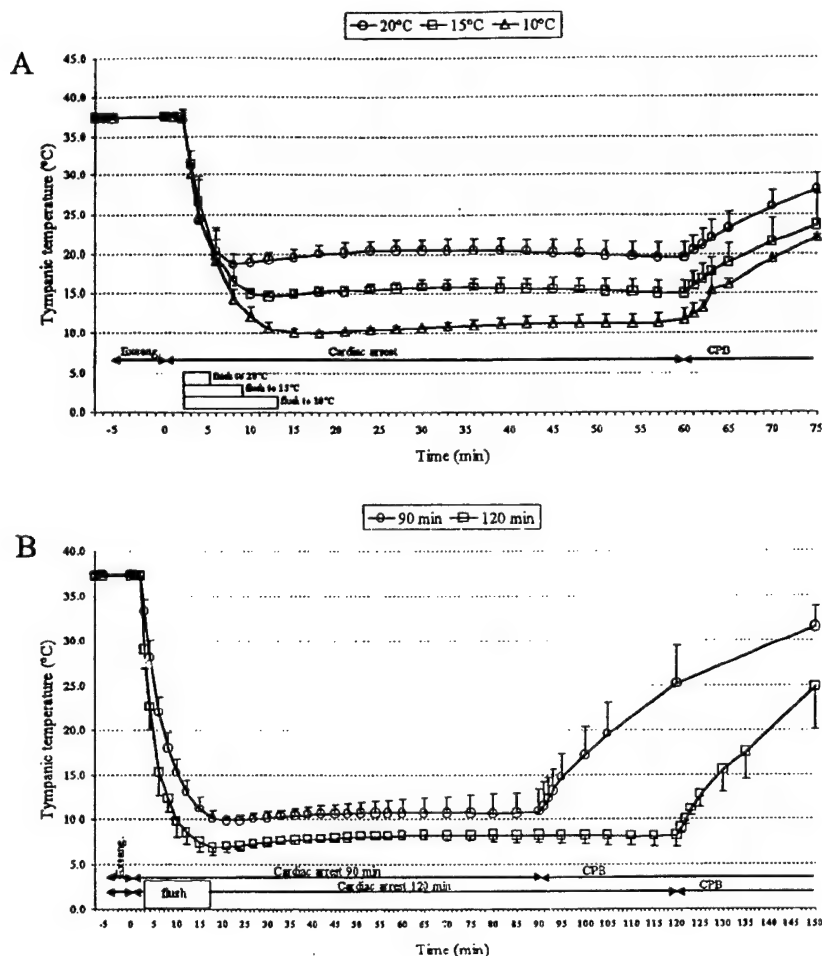 20°C 15°C 10°C
A
45.0
40.0
35.0
30.0
25.0
20.0
15.0
10.0
5.0
0.0
Tympanic temperature (°C)
Exsang. Cardiac arrest CPB
flush to 20°C
flush to 15°C
flush to 10°C
-5 0 5 10 15 20 25 30 35 40 45 50 55 60 65 70 75
Time (min)
90 min 120 min
B
40.0
35.0
30.0
25.0
20.0
15.0
10.0
5.0
0.0
Tympanic temperature (°C)
Exsang.
Cardiac arrest 90 min CPB
flush Cardiac arrest 120 min CPB
-5 0 5 10 15 20 25 30 35 40 45 50 55 60 65 70 75 80 85 90 95 100 105 110 115 120 125 130 135 140 145 150
Time (min)